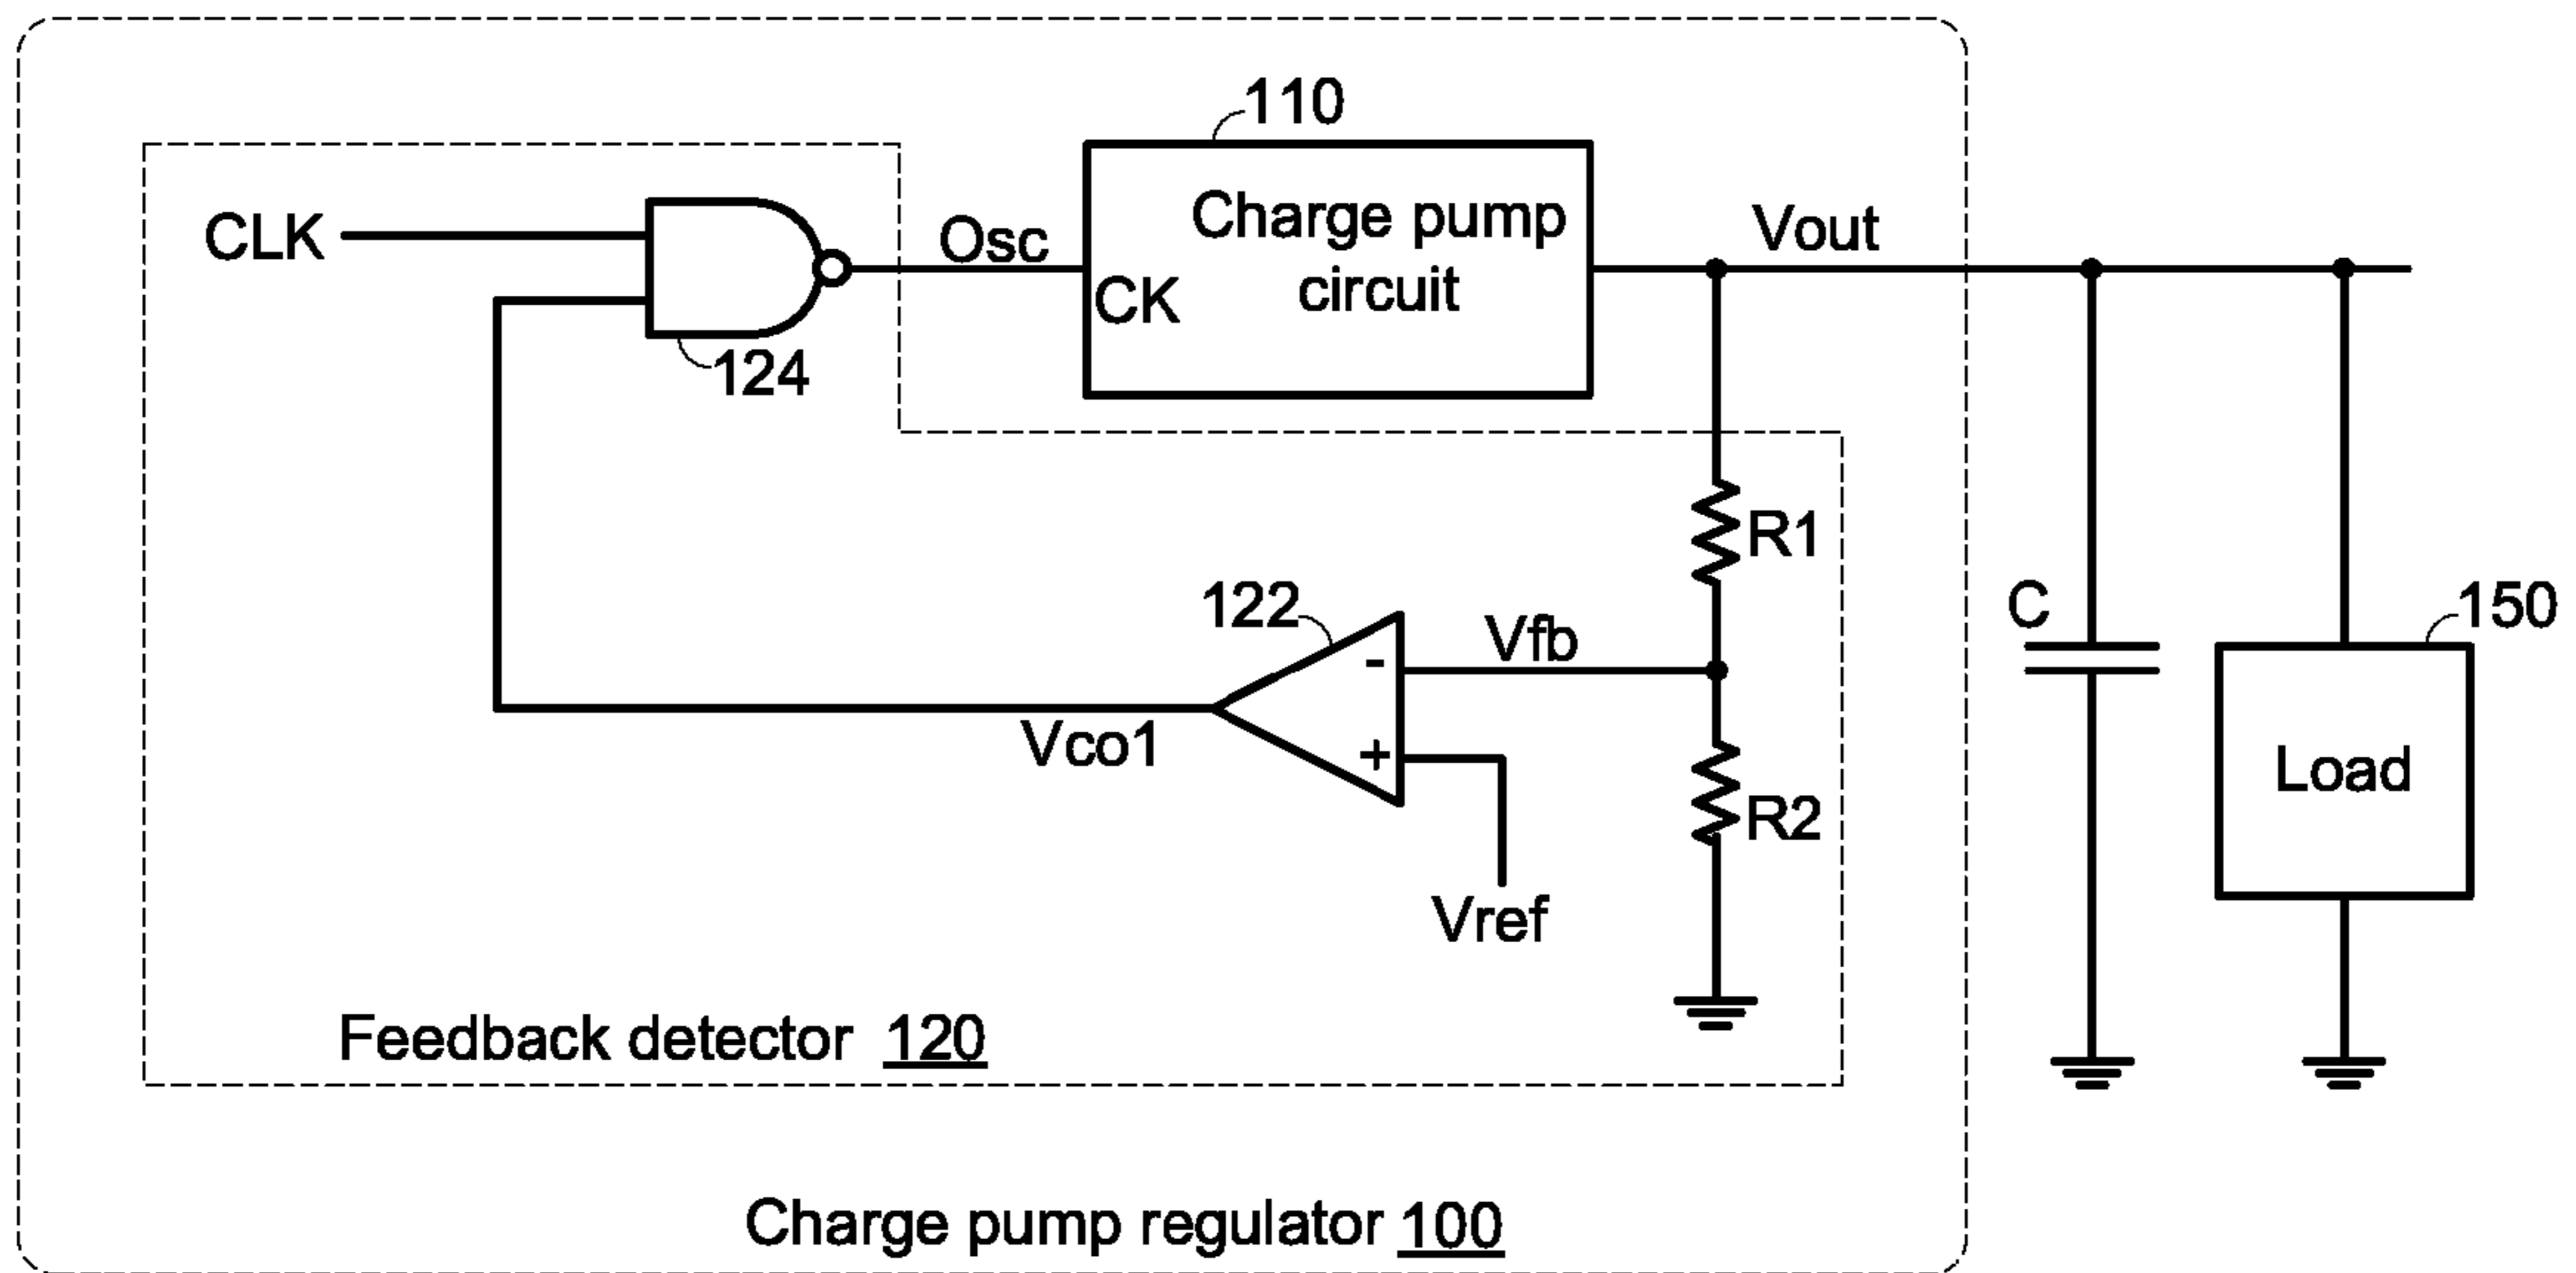 110
Charge pump
circuit
CLK
Osc
CK
Vout
124
R1
122
Vfb
-
C
150
Vco1
+
R2
Load
Vref
Feedback detector 120
Charge pump regulator 100